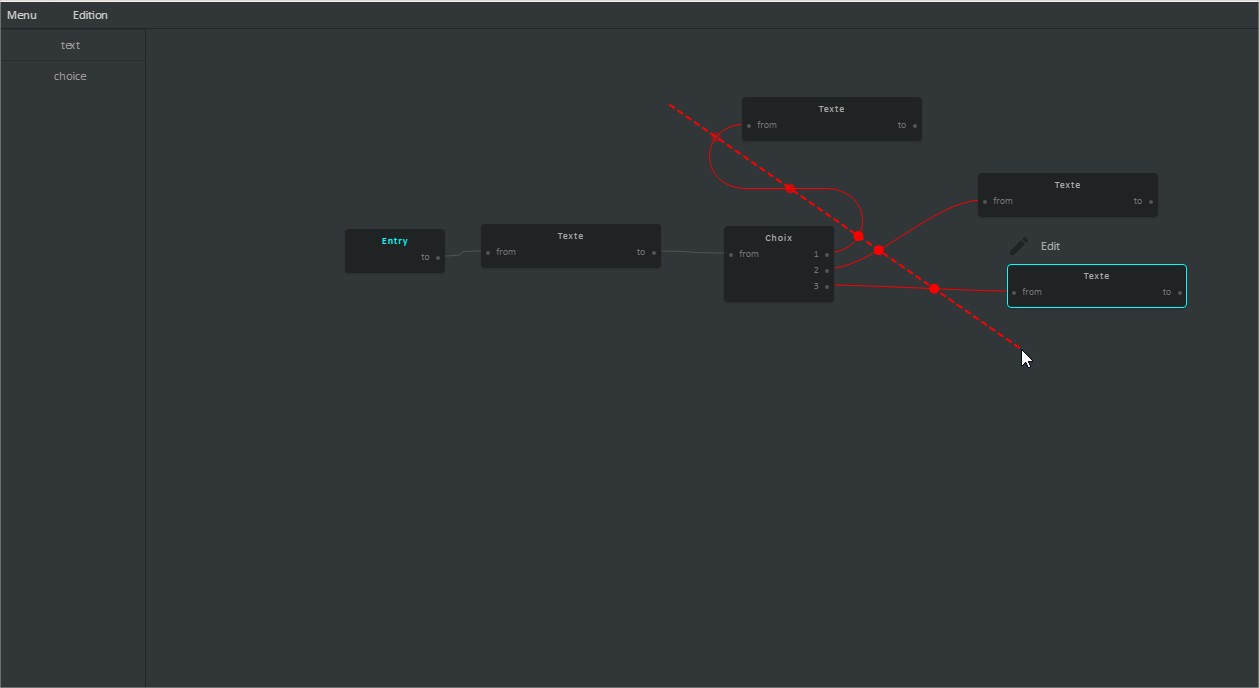 Menu Edition
text
choice
Texte
from to
Texte
from to
Entry
to
Texte
from to
Choix
from 1
2
3
Edit
Texte
from to